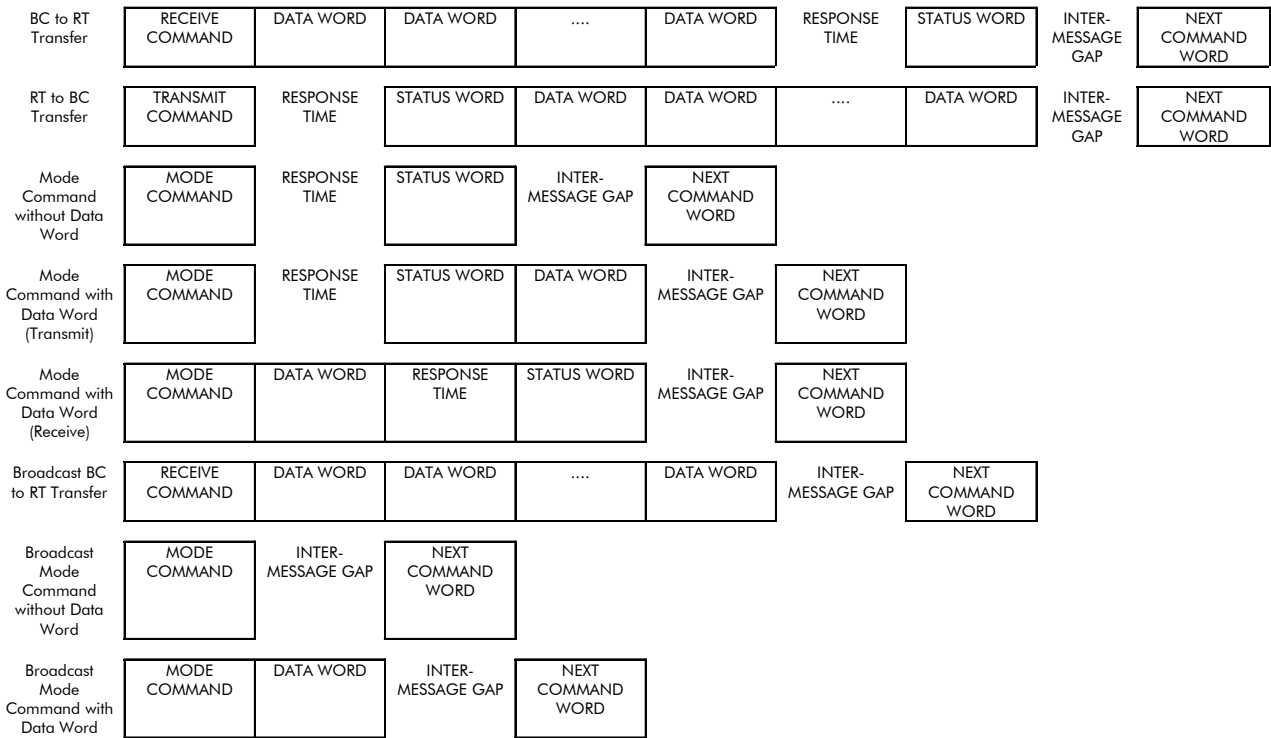 BC to RT Transfer
RECEIVE COMMAND
DATA WORD
DATA WORD
....
DATA WORD
RESPONSE TIME
STATUS WORD
INTER-MESSAGE GAP
NEXT COMMAND WORD
RT to BC Transfer
TRANSMIT COMMAND
RESPONSE TIME
STATUS WORD
DATA WORD
DATA WORD
....
DATA WORD
INTER-MESSAGE GAP
NEXT COMMAND WORD
Mode Command without Data Word
MODE COMMAND
RESPONSE TIME
STATUS WORD
INTER-MESSAGE GAP
NEXT COMMAND WORD
Mode Command with Data Word (Transmit)
MODE COMMAND
RESPONSE TIME
STATUS WORD
DATA WORD
INTER-MESSAGE GAP
NEXT COMMAND WORD
Mode Command with Data Word (Receive)
MODE COMMAND
DATA WORD
RESPONSE TIME
STATUS WORD
INTER-MESSAGE GAP
NEXT COMMAND WORD
Broadcast BC to RT Transfer
RECEIVE COMMAND
DATA WORD
DATA WORD
....
DATA WORD
INTER-MESSAGE GAP
NEXT COMMAND WORD
Broadcast Mode Command without Data Word
MODE COMMAND
INTER-MESSAGE GAP
NEXT COMMAND WORD
Broadcast Mode Command with Data Word
MODE COMMAND
DATA WORD
INTER-MESSAGE GAP
NEXT COMMAND WORD